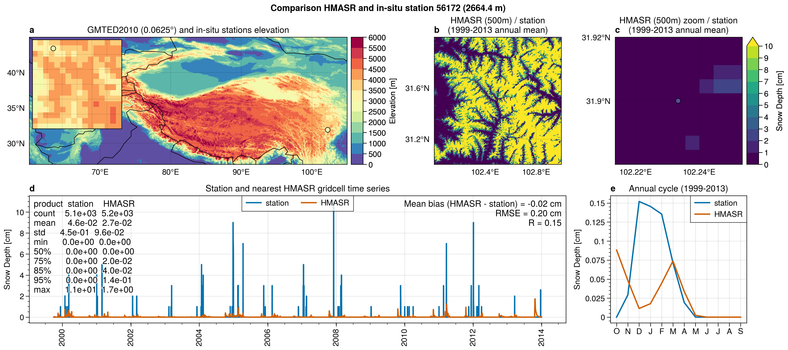 Comparison HMASR and in-situ station 56172 (2664.4 m)
a GMTED2010 (0.0625°) and in-situ stations elevation
40°N
35°N
30°N
70°E 80°E 90°E 100°E
6000
5500
5000
4500
4000
3500
3000
2500
2000
1500
1000
500
0
Elevation [m]
b HMASR (500m) / station
(1999-2013 annual mean)
31.6°N
31.2°N
102.4°E 102.8°E
c HMASR (500m) zoom / station
(1999-2013 annual mean)
31.92°N
31.9°N
102.22°E 102.24°E
10
9
8
7
6
5
4
3
2
1
0
Snow Depth [cm]
d Station and nearest HMASR gridcell time series
station HMASR
product station HMASR
count 5.1e+03 5.2e+03
mean 4.6e-02 2.7e-02
std 4.5e-01 9.6e-02
min 0.0e+00 0.0e+00
50% 0.0e+00 0.0e+00
75% 0.0e+00 2.0e-02
85% 0.0e+00 4.0e-02
95% 0.0e+00 1.4e-01
max 1.1e+01 1.7e+00
Mean bias (HMASR - station) = -0.02 cm
RMSE = 0.20 cm
R = 0.15
Snow Depth [cm]
10
8
6
4
2
0
2000 2002 2004 2006 2008 2010 2012 2014
e Annual cycle (1999-2013)
station
HMASR
Snow Depth [cm]
0.15
0.125
0.1
0.075
0.05
0.025
0
O N D J F M A M J J A S